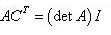 AC^T = (det A) I